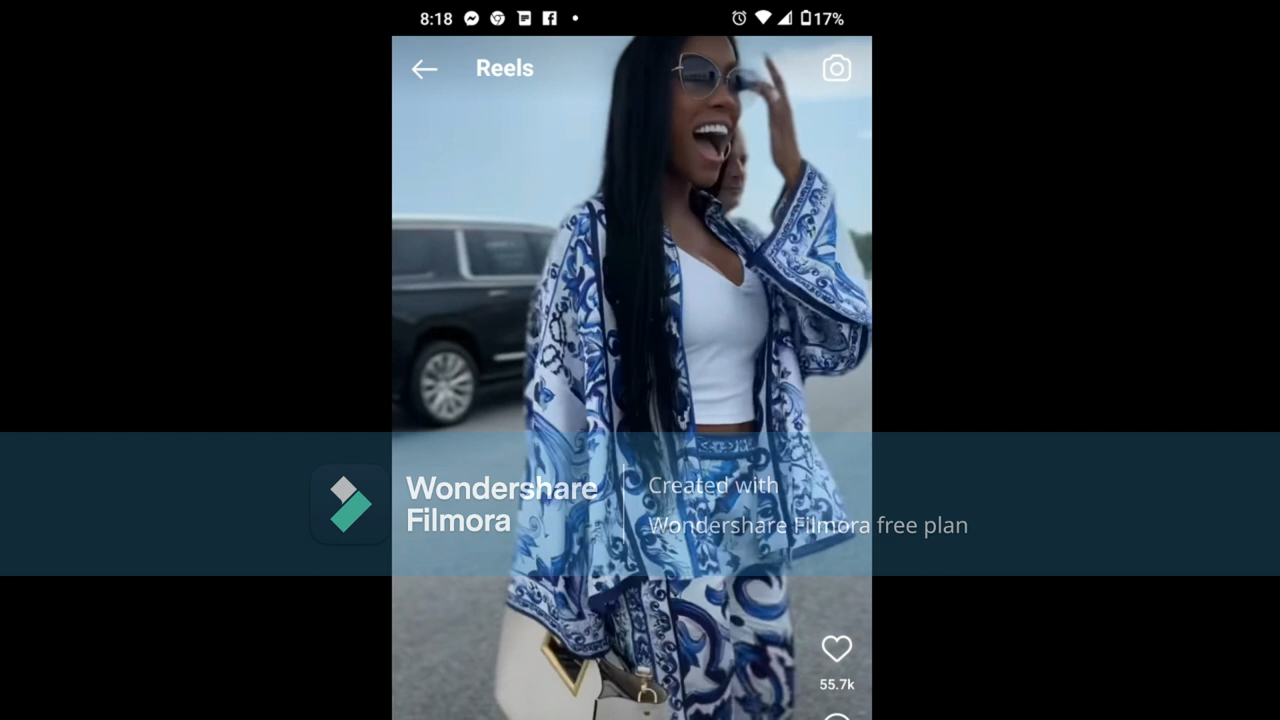 8:18
17%
Reels
Wondershare
Filmora
Created with
Wondershare Filmora free plan
55.7k